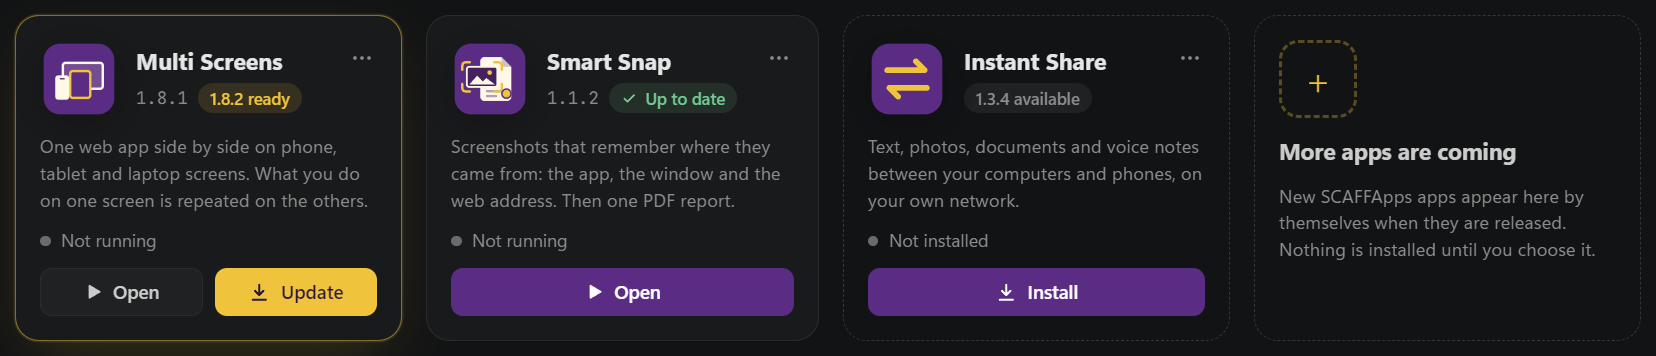 Multi Screens
1.8.1 1.8.2 ready
One web app side by side on phone,
tablet and laptop screens. What you do
on one screen is repeated on the others.
Not running
Open Update
Smart Snap
1.1.2 Up to date
Screenshots that remember where they
came from: the app, the window and the
web address. Then one PDF report.
Not running
Open
Instant Share
1.3.4 available
Text, photos, documents and voice notes
between your computers and phones, on
your own network.
Not installed
Install
More apps are coming
New SCAFFApps apps appear here by
themselves when they are released.
Nothing is installed until you choose it.